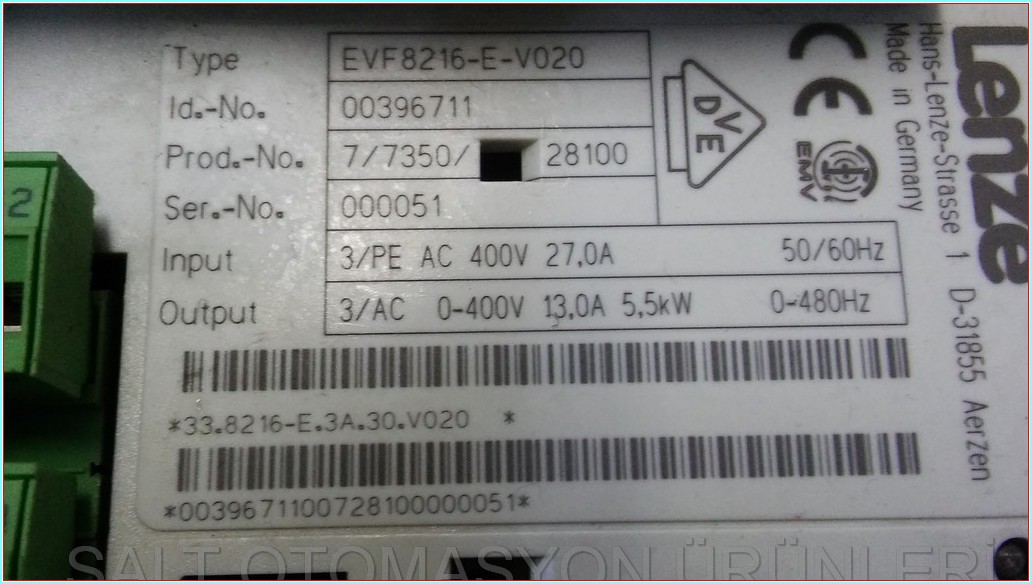 Type EVF8216-E-V020
Id.-No. 00396711
Prod.-No. 7/7350/ 28100
Ser.-No. 000051
Input 3/PE AC 400V 27,0A 50/60Hz
Output 3/AC 0-400V 13,0A 5,5kW 0-480Hz
*33.8216-E.3A.30.V020 *
*0039671100728100000051*
DVE
CE
EMV
Made in Germany
Hans-Lenze-Strasse 1 D-31855 Aerzen
Lenze
2
SALT OTOMASYON ÜRÜNLERİ